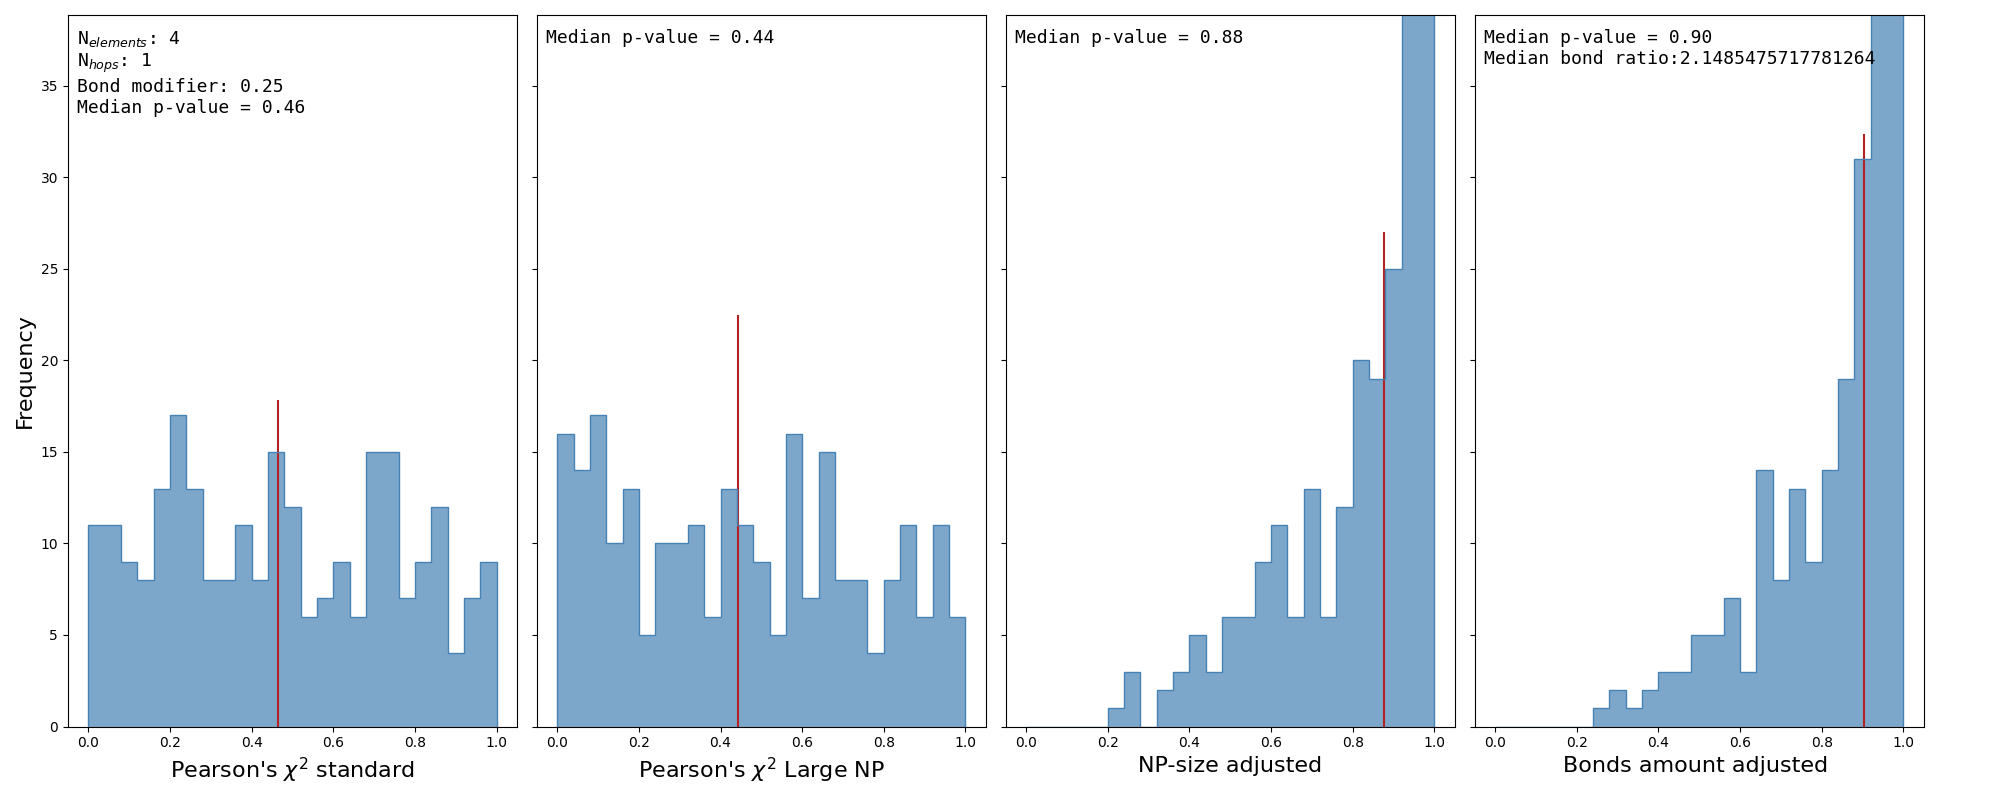 N_elements: 4
N_hops: 1
Bond modifier: 0.25
Median p-value = 0.46
Median p-value = 0.44
Median p-value = 0.88
Median p-value = 0.90
Median bond ratio:2.1485475717781264
Frequency
35
30
25
20
15
10
5
0
0.0 0.2 0.4 0.6 0.8 1.0
0.0 0.2 0.4 0.6 0.8 1.0
0.0 0.2 0.4 0.6 0.8 1.0
0.0 0.2 0.4 0.6 0.8 1.0
Pearson's χ² standard
Pearson's χ² Large NP
NP-size adjusted
Bonds amount adjusted